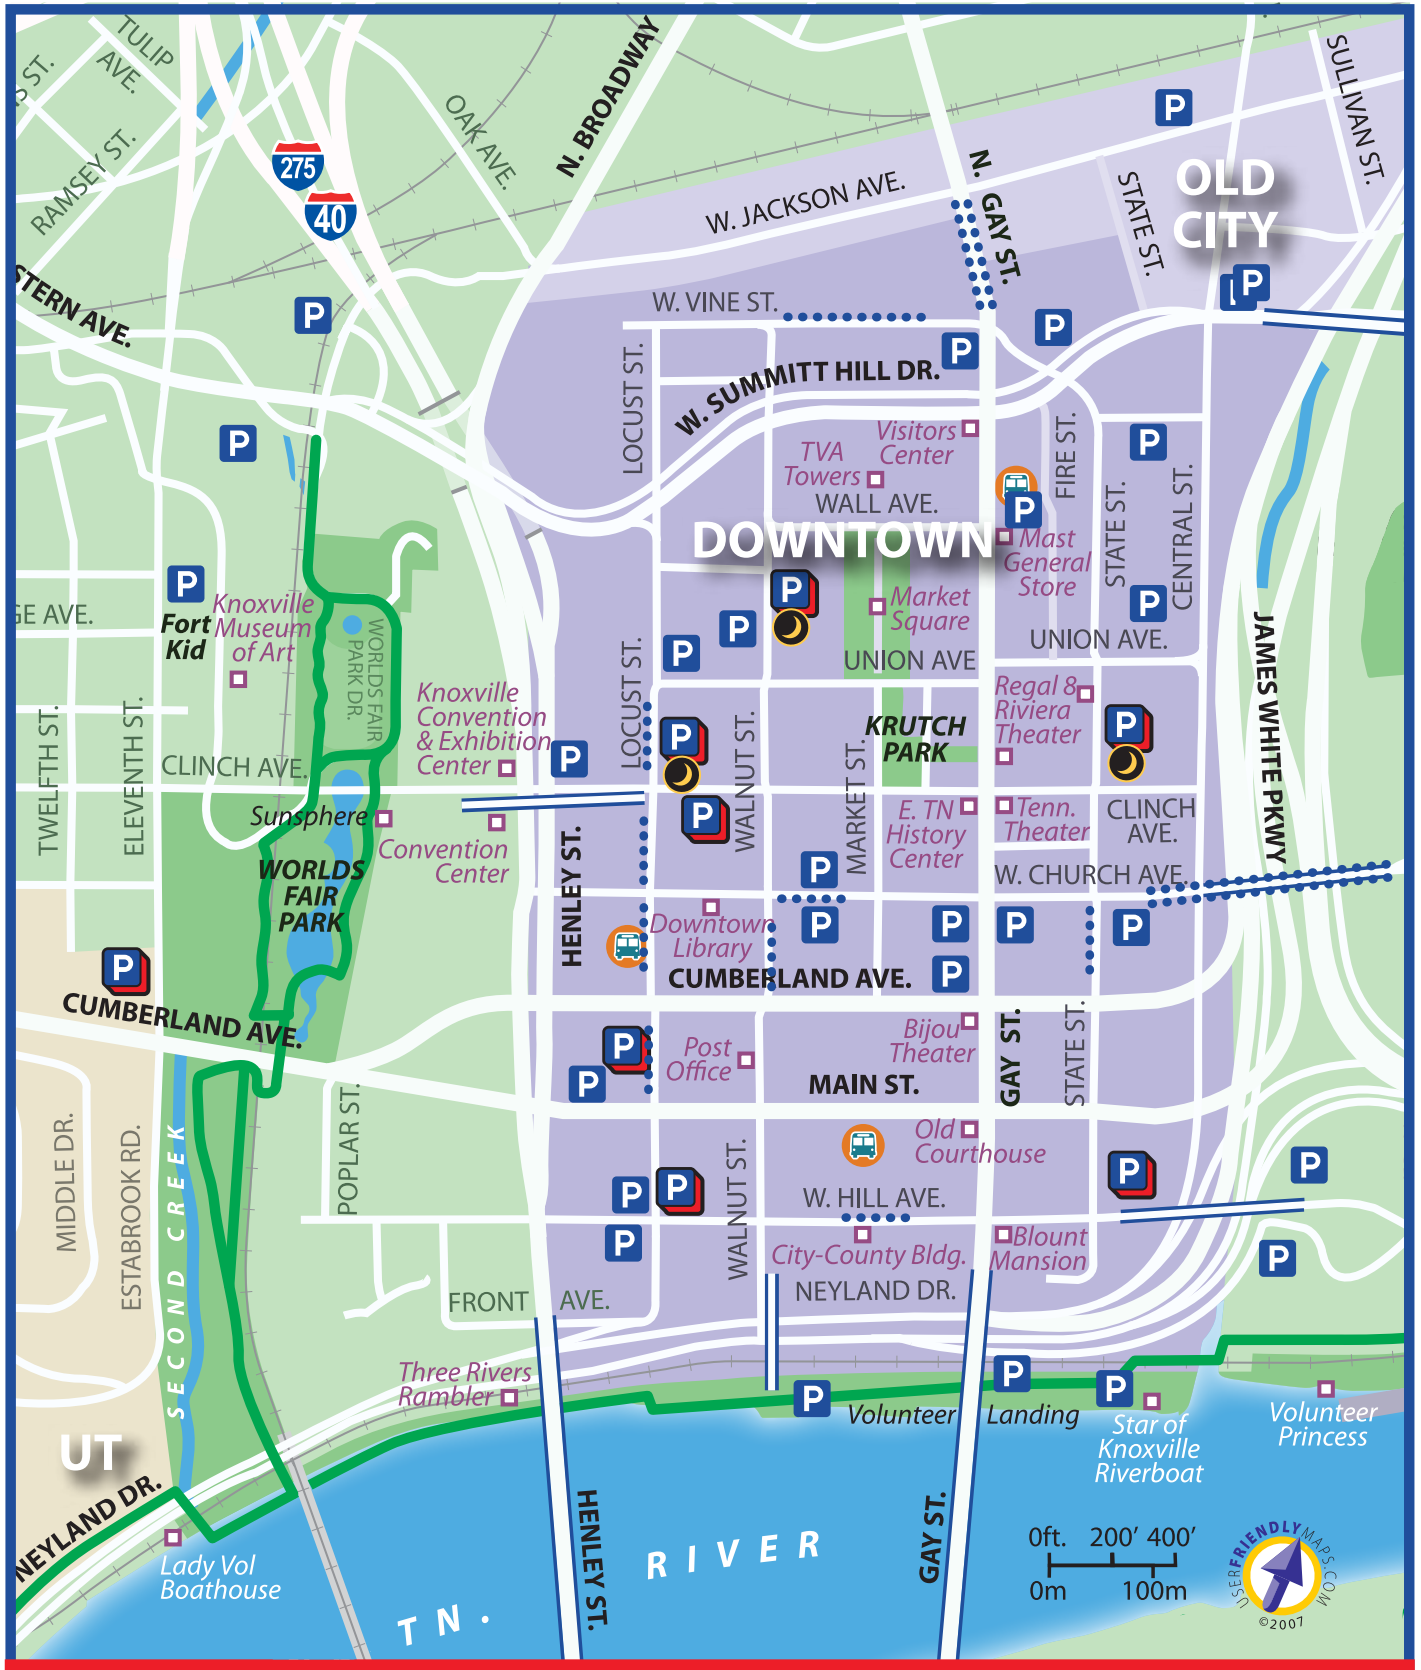 TULIP
AVE.
S ST.
RAMSEY ST.
OAK AVE.
N. BROADWAY
275
40
SULLIVAN ST.
P
OLD
CITY
N. GAY ST.
W. JACKSON AVE.
STATE ST.
STERN AVE.
P
W. VINE ST.
P
P
P
LOCUST ST.
W. SUMMITT HILL DR.
P
Visitors
Center
TVA
Towers
WALL AVE.
FIRE ST.
P
STATE ST.
CENTRAL ST.
P
DOWNTOWN
Mast
General
Store
P
GE AVE.
Fort
Kid
Knoxville
Museum
of Art
WORLDS FAIR
PARK DR.
P
P
P
Market
Square
P
UNION AVE.
UNION AVE
LOCUST ST.
JAMES WHITE PKWY
Knoxville
Convention
& Exhibition
Center
P
P
WALNUT ST.
MARKET ST.
KRUTCH
PARK
Regal 8
Riviera
Theater
P
TWELFTH ST.
ELEVENTH ST.
CLINCH AVE.
Sunsphere
Convention
Center
P
E. TN
History
Center
Tenn.
Theater
CLINCH
AVE.
WORLDS
FAIR
PARK
HENLEY ST.
P
W. CHURCH AVE.
Downtown
Library
P
P
P
P
P
CUMBERLAND AVE.
P
CUMBERLAND AVE.
Bijou
Theater
GAY ST.
STATE ST.
P
P
Post
Office
MAIN ST.
MIDDLE DR.
ESTABROOK RD.
SECOND CREEK
POPLAR ST.
Old
Courthouse
P
P
P
P
P
WALNUT ST.
W. HILL AVE.
City-County Bldg.
Blount
Mansion
P
NEYLAND DR.
FRONT AVE.
Three Rivers
Rambler
P
P
P
Volunteer Landing
Star of
Knoxville
Riverboat
Volunteer
Princess
UT
NEYLAND DR.
Lady Vol
Boathouse
HENLEY ST.
GAY ST.
TN. RIVER
0ft. 200' 400'
0m 100m
USERFRIENDLYMAPS.COM
©2007